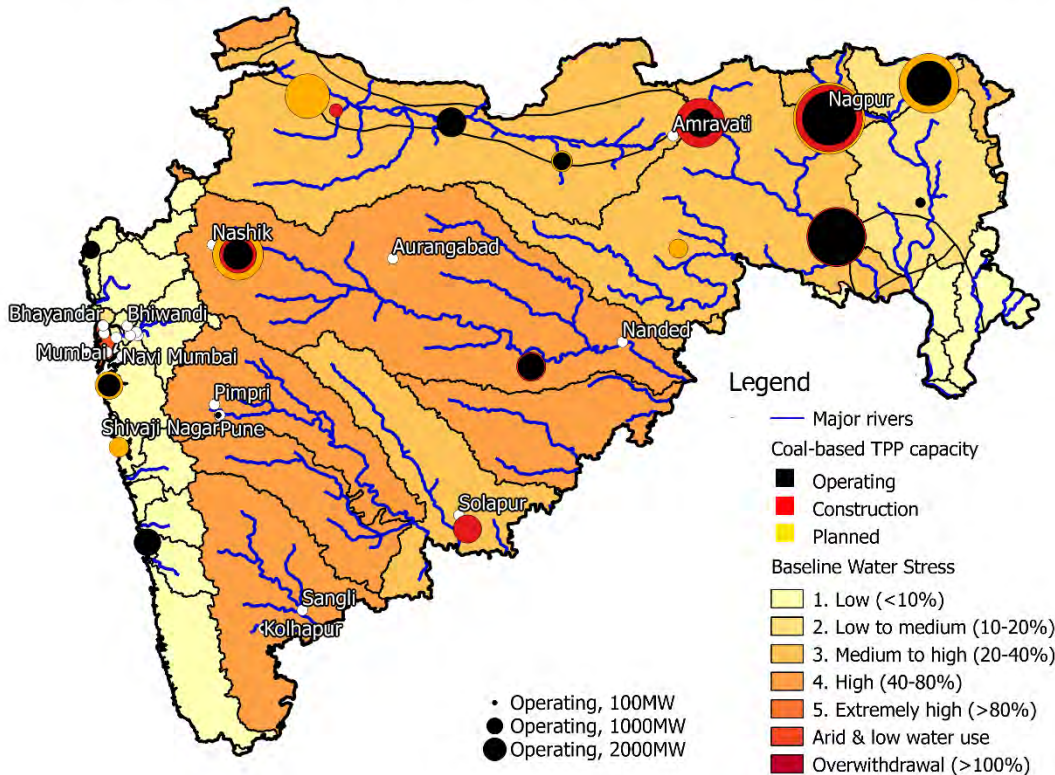 Nagpur
Amravati
Nashik
Aurangabad
Bhayandar
Bhiwandi
Nanded
Mumbai
Navi Mumbai
Pimpri
Shivaji Nagar
Pune
Solapur
Sangli
Kolhapur
Legend
Major rivers
Coal-based TPP capacity
Operating
Construction
Planned
Baseline Water Stress
1. Low (<10%)
2. Low to medium (10-20%)
3. Medium to high (20-40%)
4. High (40-80%)
5. Extremely high (>80%)
Arid & low water use
Overwithdrawal (>100%)
Operating, 100MW
Operating, 1000MW
Operating, 2000MW